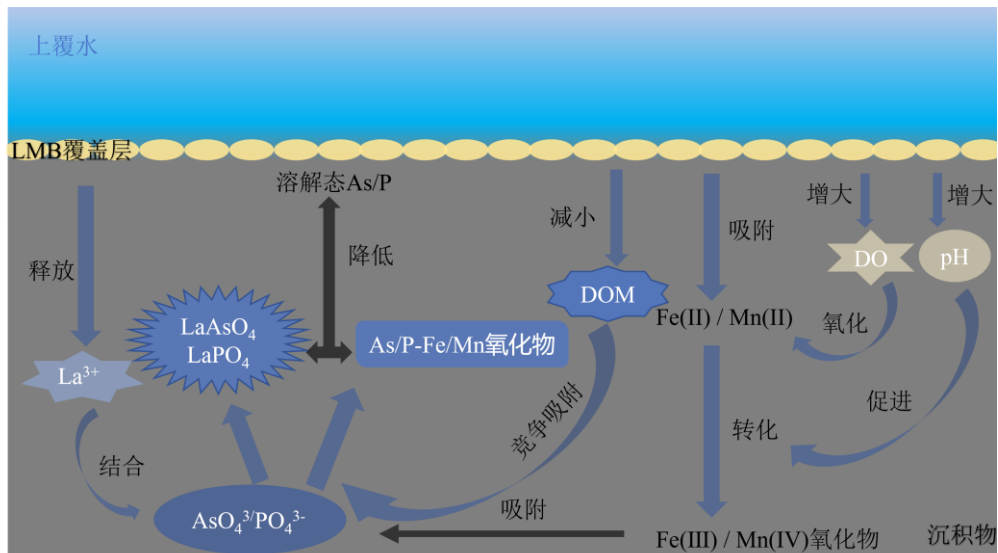 上覆水
LMB覆盖层
溶解态As/P
增大
增大
减小
吸附
降低
释放
DO
pH
DOM
LaAsO₄
LaPO₄
Fe(II) / Mn(II)
氧化
As/P-Fe/Mn氧化物
La³⁺
竞争吸附
促进
转化
结合
吸附
AsO₄³/PO₄³⁻
Fe(III) / Mn(IV)氧化物
沉积物